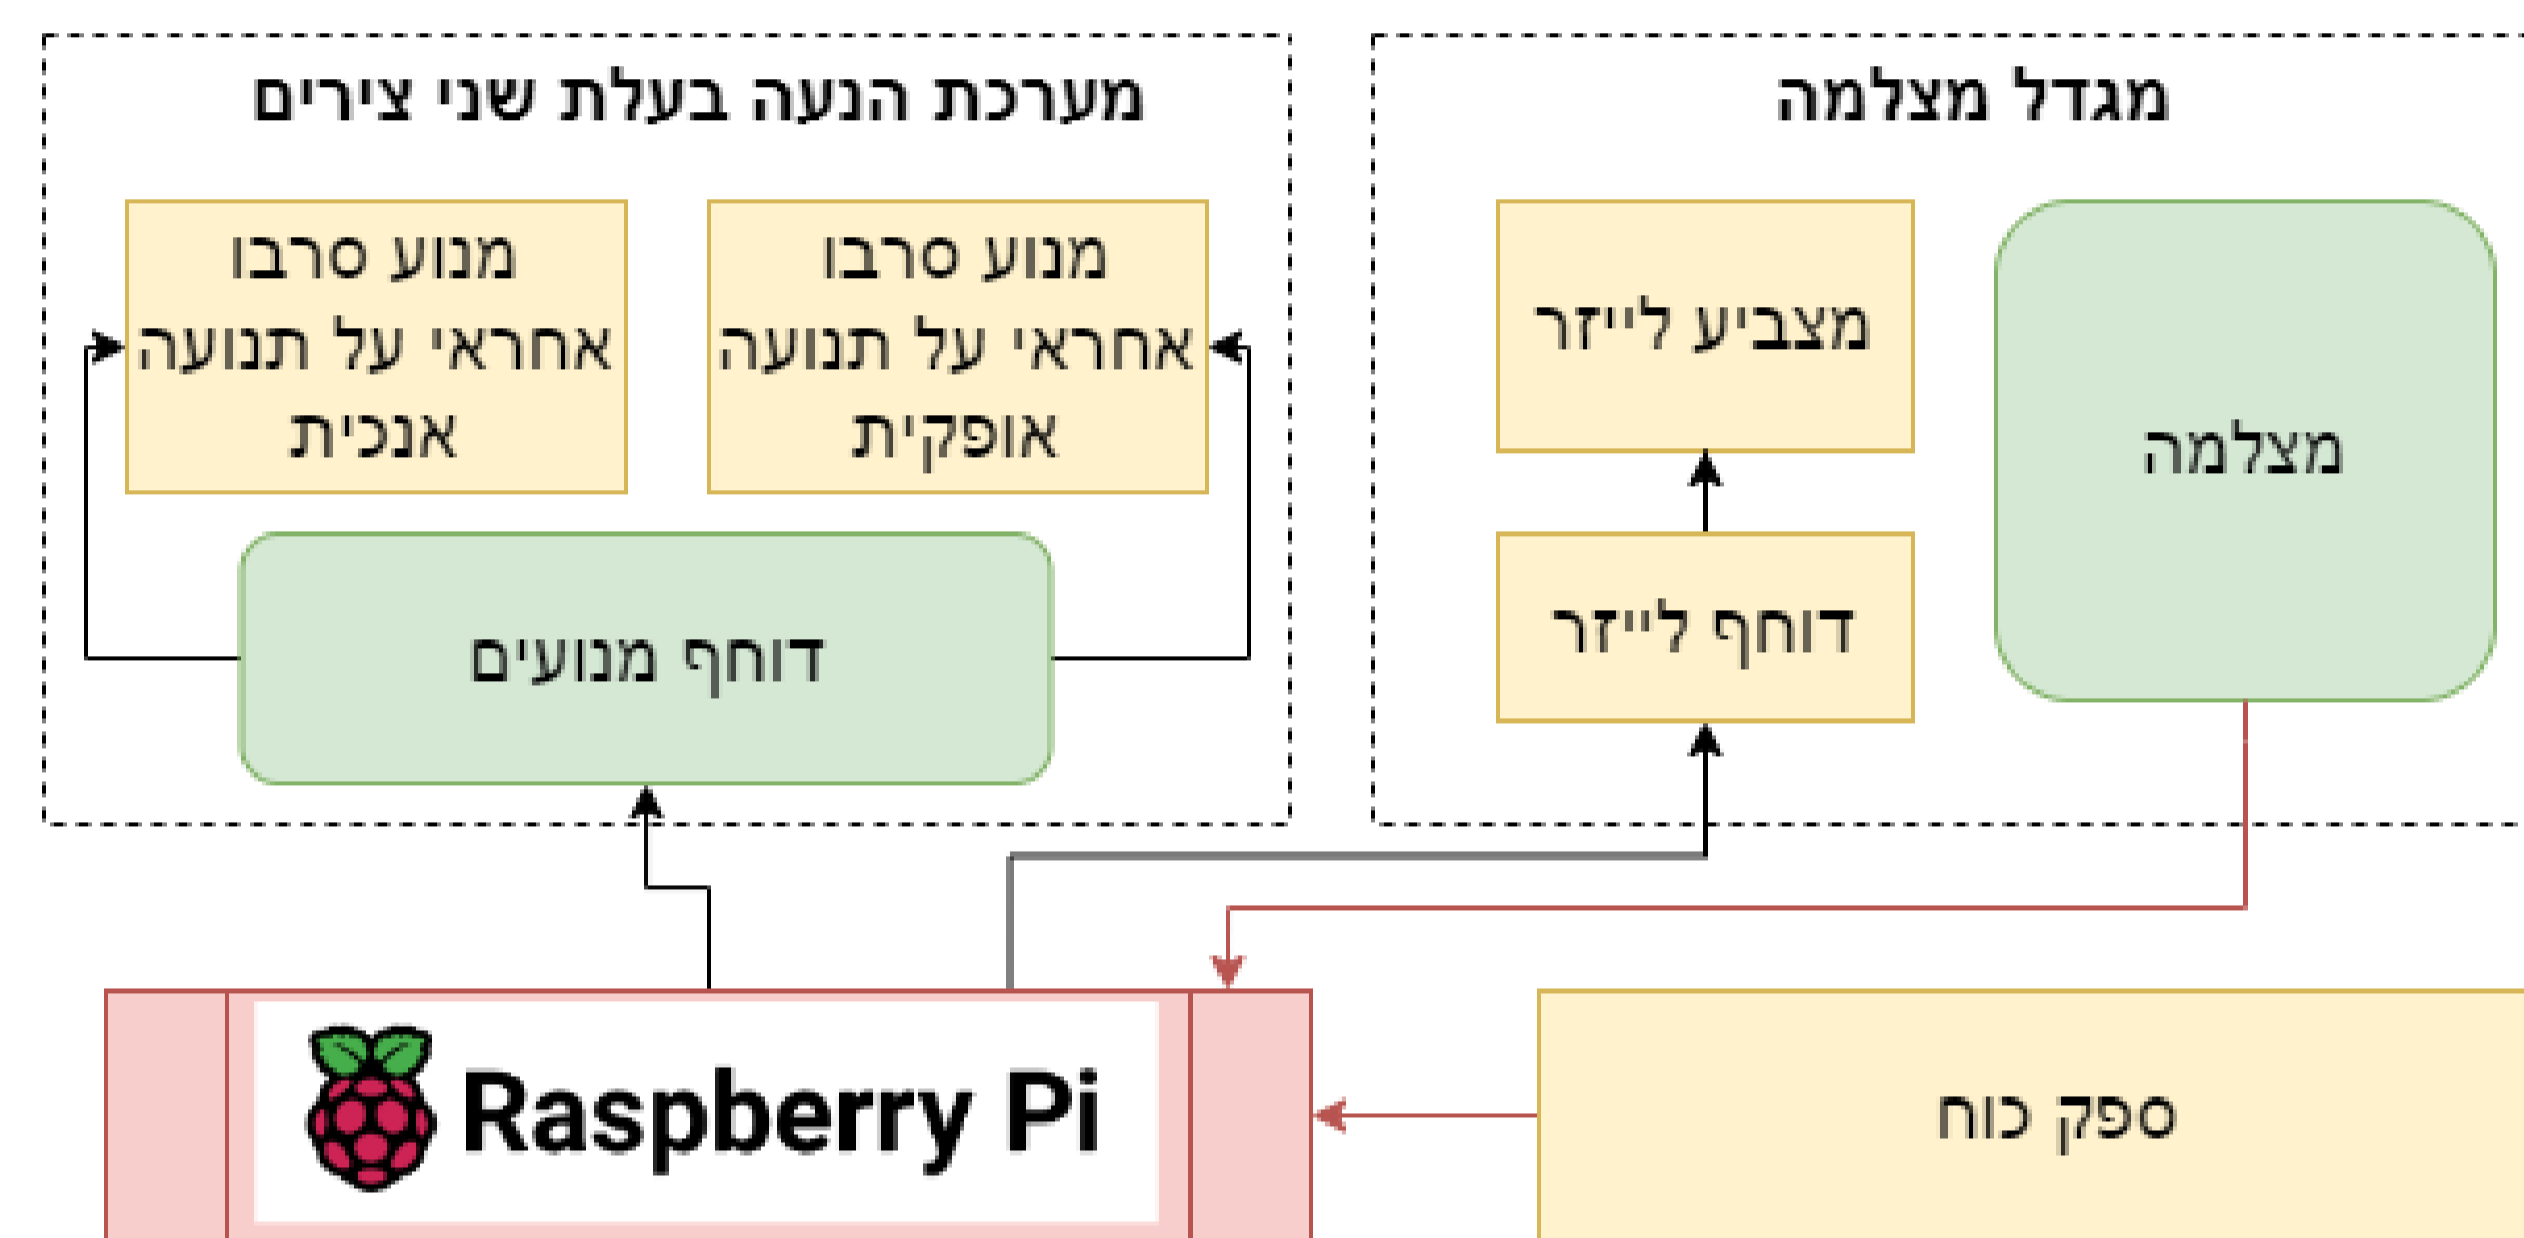 מגדל מצלמה
מערכת הנעה בעלת שני צירים
מצלמה
מצביע לייזר
דוחף לייזר
מנוע סרבו
אחראי על תנועה
אופקית
מנוע סרבו
אחראי על תנועה
אנכית
דוחף מנועים
ספק כוח
Raspberry Pi